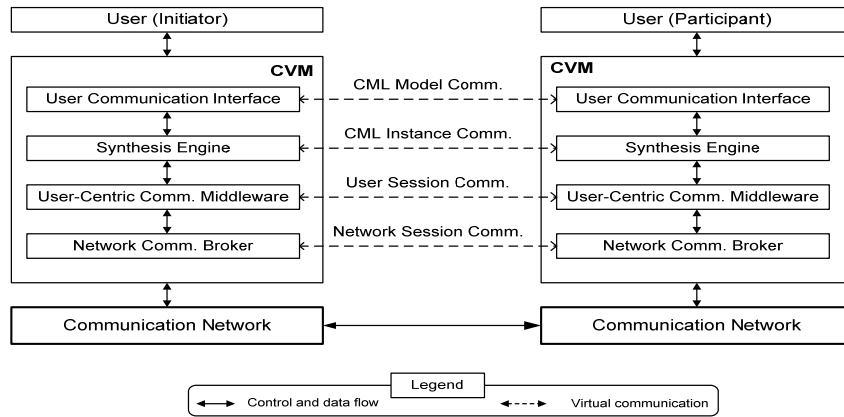 User (Initiator)
User (Participant)
CVM
CVM
CML Model Comm.
User Communication Interface
User Communication Interface
CML Instance Comm.
Synthesis Engine
Synthesis Engine
User Session Comm.
User-Centric Comm. Middleware
User-Centric Comm. Middleware
Network Session Comm.
Network Comm. Broker
Network Comm. Broker
Communication Network
Communication Network
Legend
Control and data flow
Virtual communication